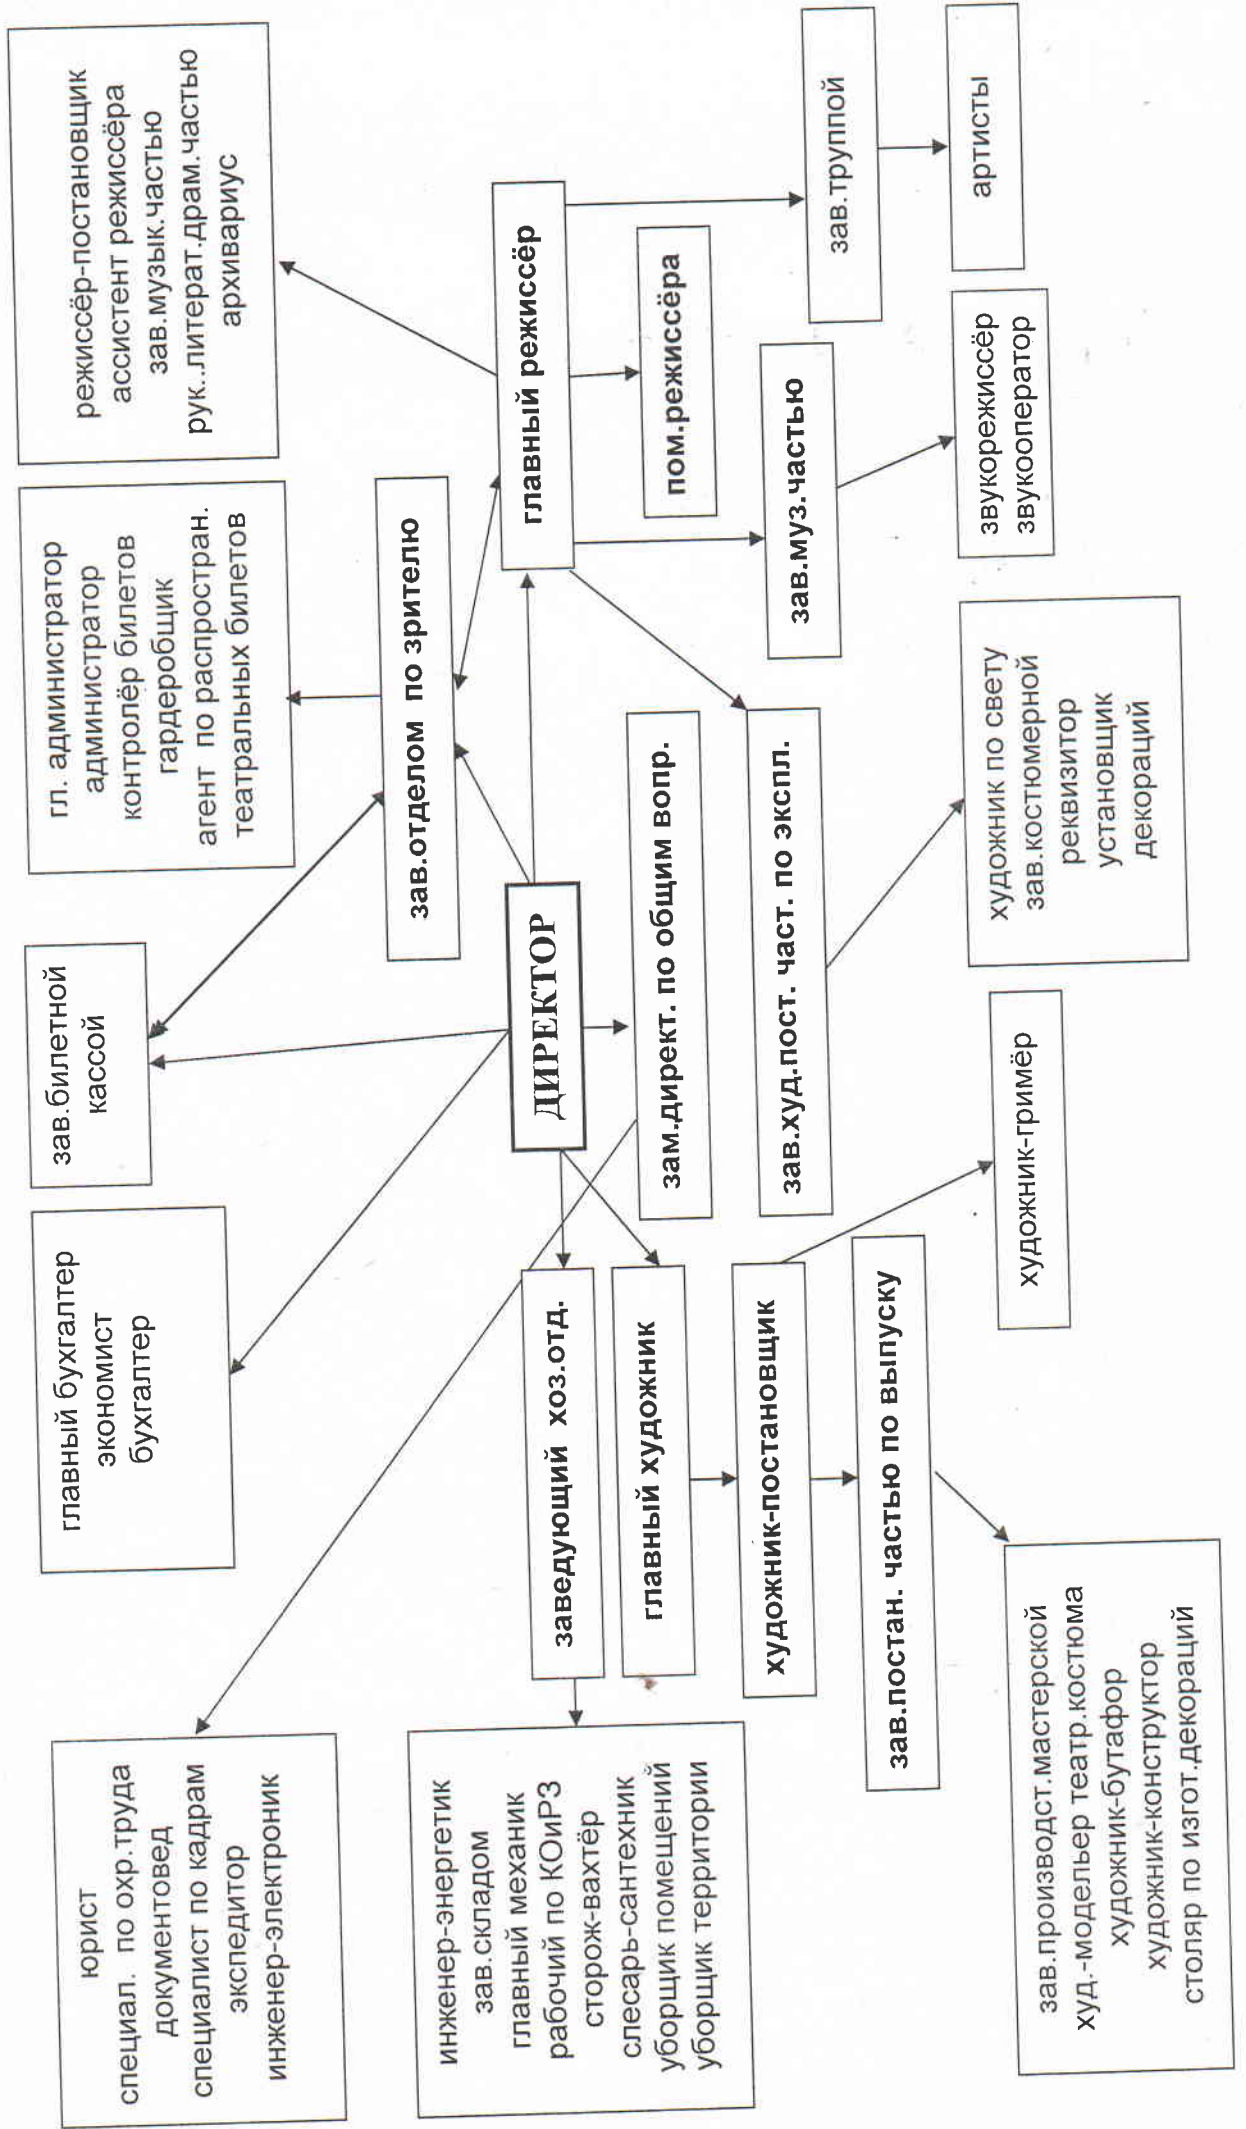 юрист
специал. по охр.труда
документовед
специалист по кадрам
экспедитор
инженер-электроник
главный бухгалтер
экономист
бухгалтер
зав.билетной
кассой
гл. администратор
администратор
контролёр билетов
гардеробщик
агент по распростран.
театральных билетов
режиссёр-постановщик
ассистент режиссёра
зав.музык.частью
рук..литерат.драм.частью
архивариус
зав.отделом по зрителю
ДИРЕКТОР
главный режиссёр
инженер-энергетик
зав.складом
главный механик
рабочий по КОиРЗ
сторож-вахтёр
слесарь-сантехник
уборщик помещений
уборщик территории
заведующий хоз.отд.
главный художник
зам.дирек. по общим вопр.
пом.режиссёра
художник-постановщик
зав.худ.пост. част. по экспл.
зав.муз.частью
зав.труппой
зав.постан. частью по выпуску
художник-гримёр
художник по свету
зав.костюмерной
реквизитор
установщик
декораций
звукорежиссёр
звукооператор
артисты
зав.производст.мастерской
худ.-модельер театр.костюма
художник-бутафор
художник-конструктор
столяр по изгот.декораций